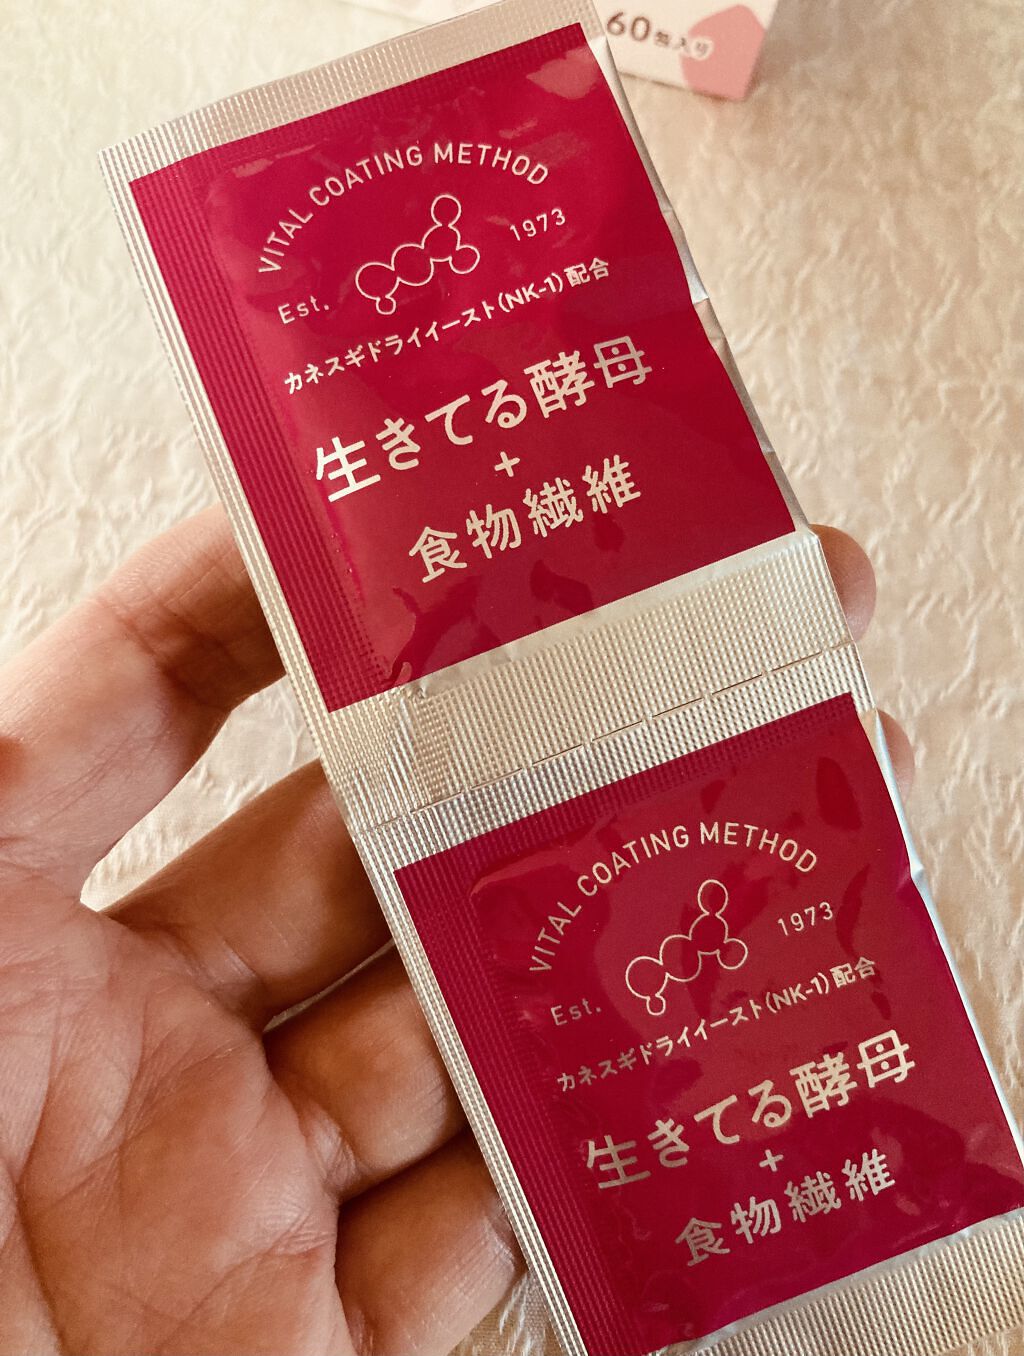 60包入り
VITAL COATING METHOD
Est. 1973
カネスギドライイースト(NK-1)配合
生きてる酵母
+
食物繊維
VITAL COATING METHOD
Est. 1973
カネスギドライイースト(NK-1)配合
生きてる酵母
+
食物繊維